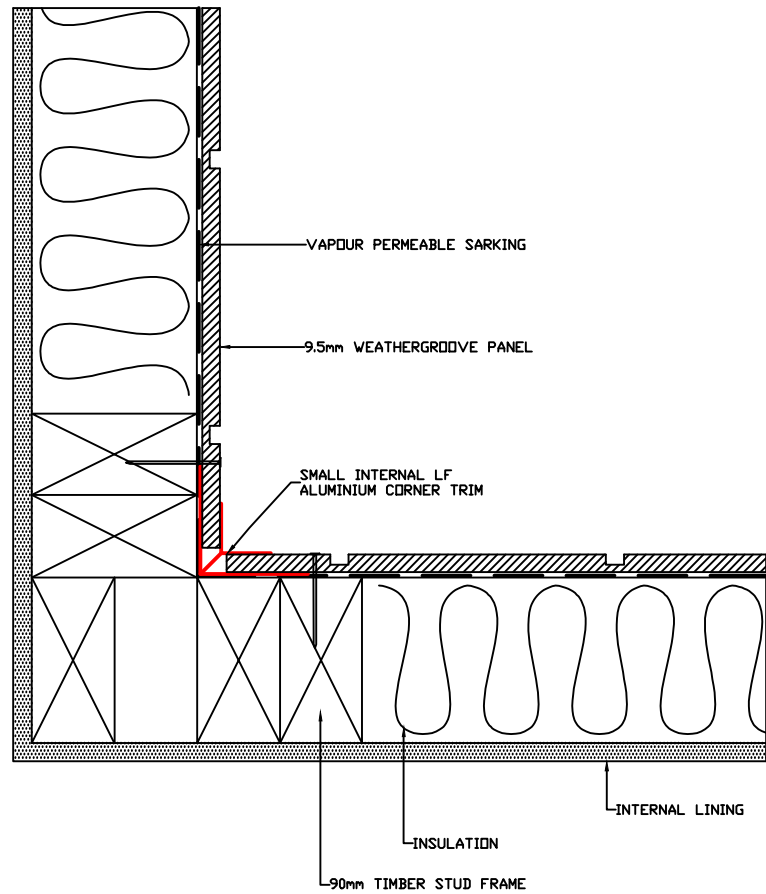 VAPOUR PERMEABLE SARKING
9.5mm WEATHERGROOVE PANEL
SMALL INTERNAL LF
ALUMINIUM CORNER TRIM
INTERNAL LINING
INSULATION
90mm TIMBER STUD FRAME